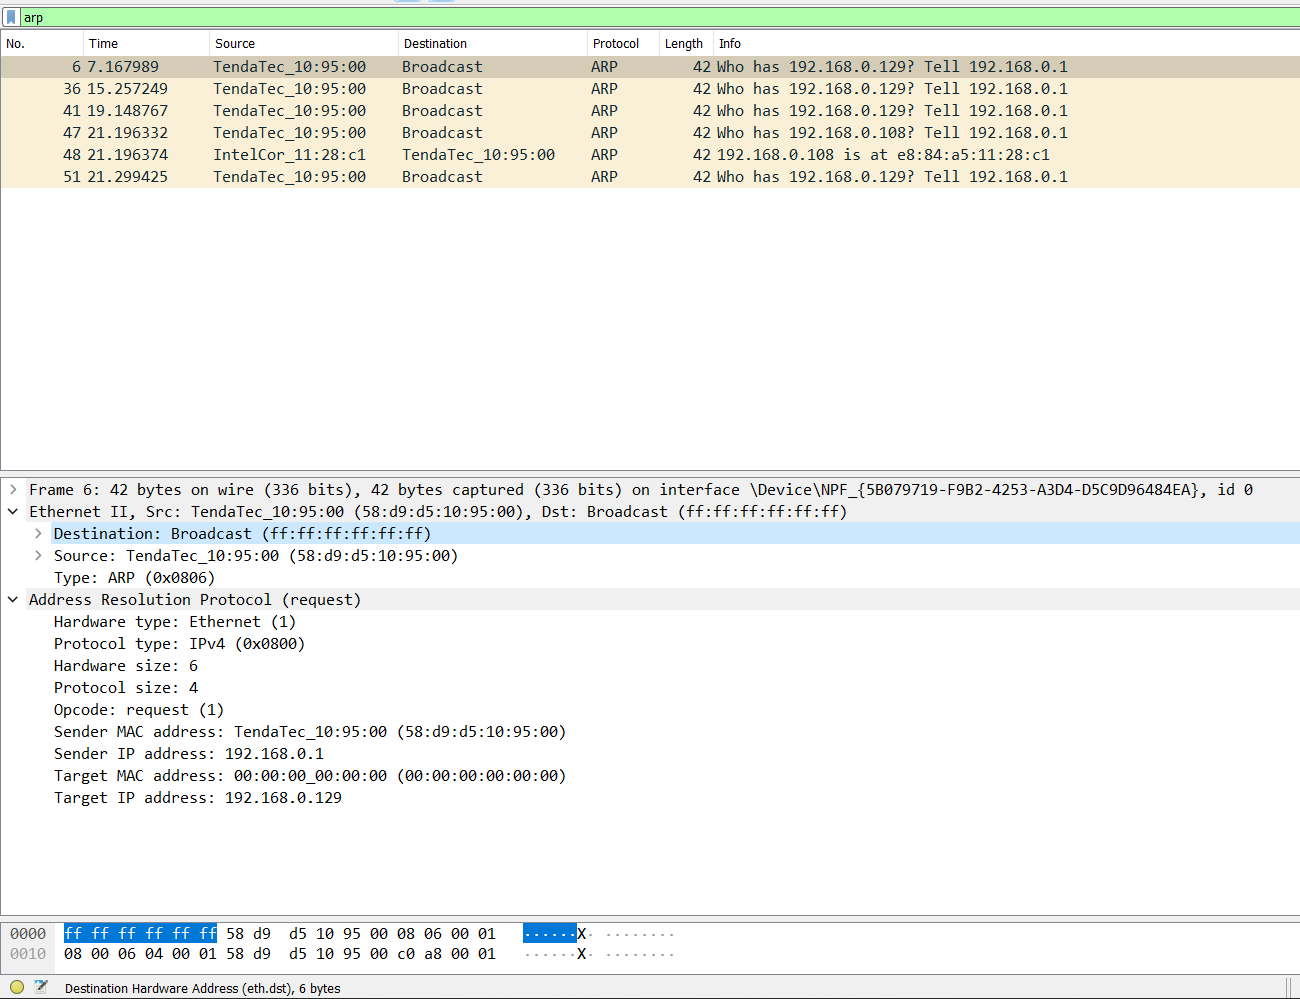 arp
No. Time Source Destination Protocol Length Info
6 7.167989 TendaTec_10:95:00 Broadcast ARP 42 Who has 192.168.0.129? Tell 192.168.0.1
36 15.257249 TendaTec_10:95:00 Broadcast ARP 42 Who has 192.168.0.129? Tell 192.168.0.1
41 19.148767 TendaTec_10:95:00 Broadcast ARP 42 Who has 192.168.0.129? Tell 192.168.0.1
47 21.196332 TendaTec_10:95:00 Broadcast ARP 42 Who has 192.168.0.108? Tell 192.168.0.1
48 21.196374 IntelCor_11:28:c1 TendaTec_10:95:00 ARP 42 192.168.0.108 is at e8:84:a5:11:28:c1
51 21.299425 TendaTec_10:95:00 Broadcast ARP 42 Who has 192.168.0.129? Tell 192.168.0.1
Frame 6: 42 bytes on wire (336 bits), 42 bytes captured (336 bits) on interface \Device\NPF_{5B079719-F9B2-4253-A3D4-D5C9D96484EA}, id 0
Ethernet II, Src: TendaTec_10:95:00 (58:d9:d5:10:95:00), Dst: Broadcast (ff:ff:ff:ff:ff:ff)
Destination: Broadcast (ff:ff:ff:ff:ff:ff)
Source: TendaTec_10:95:00 (58:d9:d5:10:95:00)
Type: ARP (0x0806)
Address Resolution Protocol (request)
Hardware type: Ethernet (1)
Protocol type: IPv4 (0x0800)
Hardware size: 6
Protocol size: 4
Opcode: request (1)
Sender MAC address: TendaTec_10:95:00 (58:d9:d5:10:95:00)
Sender IP address: 192.168.0.1
Target MAC address: 00:00:00_00:00:00 (00:00:00:00:00:00)
Target IP address: 192.168.0.129
0000 ff ff ff ff ff ff 58 d9 d5 10 95 00 08 06 00 01 ······X· ········
0010 08 00 06 04 00 01 58 d9 d5 10 95 00 c0 a8 00 01 ······X· ········
Destination Hardware Address (eth.dst), 6 bytes